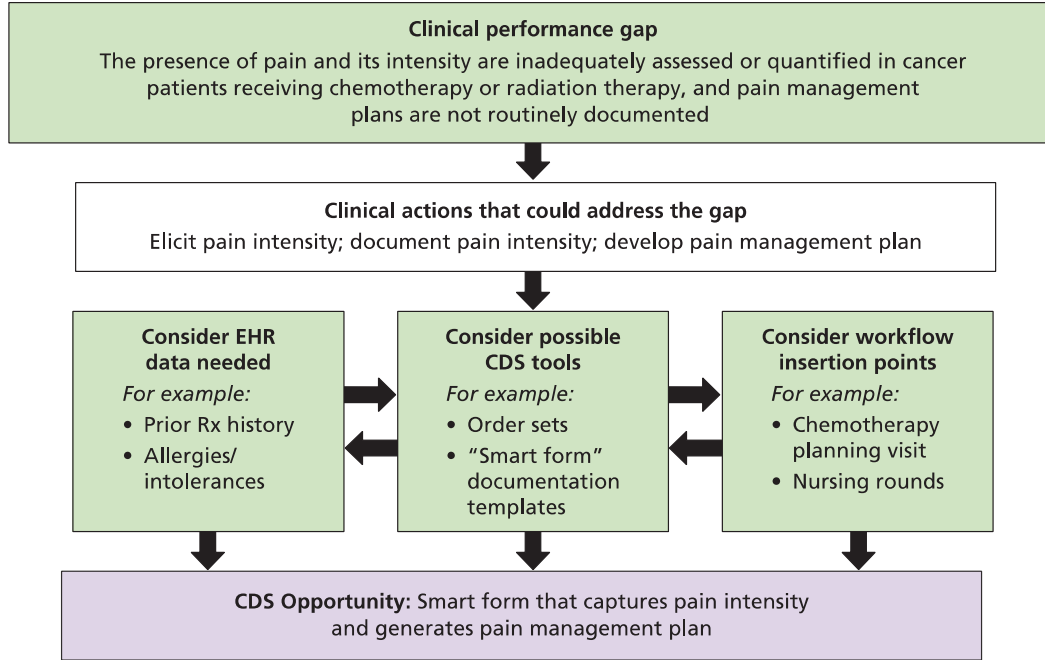 Clinical performance gap
The presence of pain and its intensity are inadequately assessed or quantified in cancer
patients receiving chemotherapy or radiation therapy, and pain management
plans are not routinely documented
Clinical actions that could address the gap
Elicit pain intensity; document pain intensity; develop pain management plan
Consider EHR
data needed
For example:
• Prior Rx history
• Allergies/
intolerances
Consider possible
CDS tools
For example:
• Order sets
• “Smart form”
documentation
templates
Consider workflow
insertion points
For example:
• Chemotherapy
planning visit
• Nursing rounds
CDS Opportunity: Smart form that captures pain intensity
and generates pain management plan